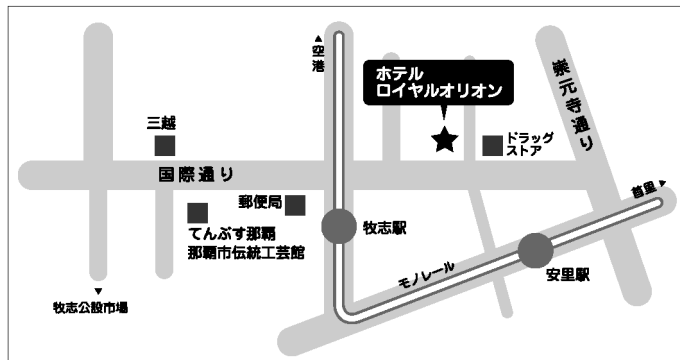 ▲空港
ホテル
ロイヤルオリオン
崇元寺通り
三越
ドラッグ
ストア
国際通り
首里▶
郵便局
てんぶす那覇
那覇市伝統工芸館
牧志駅
安里駅
モノレール
▼
牧志公設市場